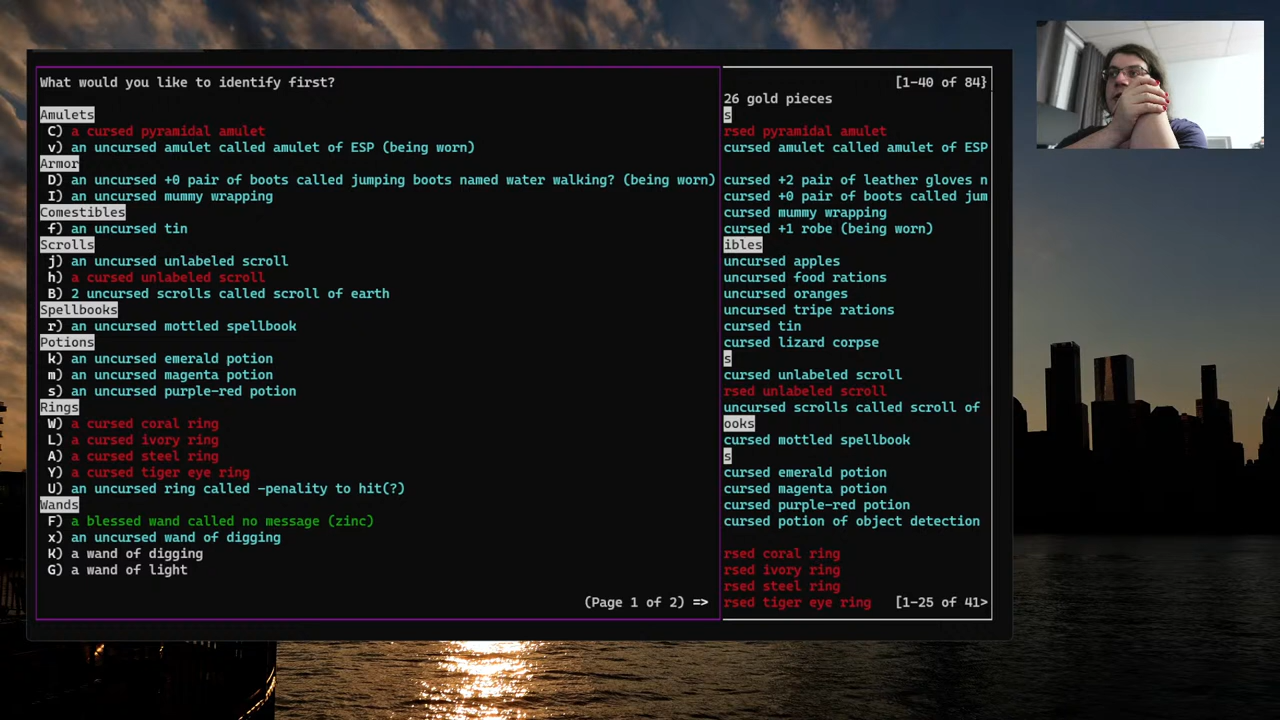 What would you like to identify first?
Amulets
C) a cursed pyramidal amulet
v) an uncursed amulet called amulet of ESP (being worn)
Armor
D) an uncursed +0 pair of boots called jumping boots named water walking? (being worn)
I) an uncursed mummy wrapping
Comestibles
f) an uncursed tin
Scrolls
j) an uncursed unlabeled scroll
h) a cursed unlabeled scroll
B) 2 uncursed scrolls called scroll of earth
Spellbooks
r) an uncursed mottled spellbook
Potions
k) an uncursed emerald potion
m) an uncursed magenta potion
s) an uncursed purple-red potion
Rings
W) a cursed coral ring
L) a cursed ivory ring
A) a cursed steel ring
Y) a cursed tiger eye ring
U) an uncursed ring called -penality to hit(?)
Wands
F) a blessed wand called no message (zinc)
x) an uncursed wand of digging
K) a wand of digging
G) a wand of light
(Page 1 of 2) =>
[1-40 of 84}
26 gold pieces
s
rsed pyramidal amulet
cursed amulet called amulet of ESP
cursed +2 pair of leather gloves n
cursed +0 pair of boots called jum
cursed mummy wrapping
cursed +1 robe (being worn)
ibles
uncursed apples
uncursed food rations
uncursed oranges
uncursed tripe rations
cursed tin
cursed lizard corpse
s
cursed unlabeled scroll
rsed unlabeled scroll
uncursed scrolls called scroll of
ooks
cursed mottled spellbook
s
cursed emerald potion
cursed magenta potion
cursed purple-red potion
cursed potion of object detection
rsed coral ring
rsed ivory ring
rsed steel ring
rsed tiger eye ring [1-25 of 41>